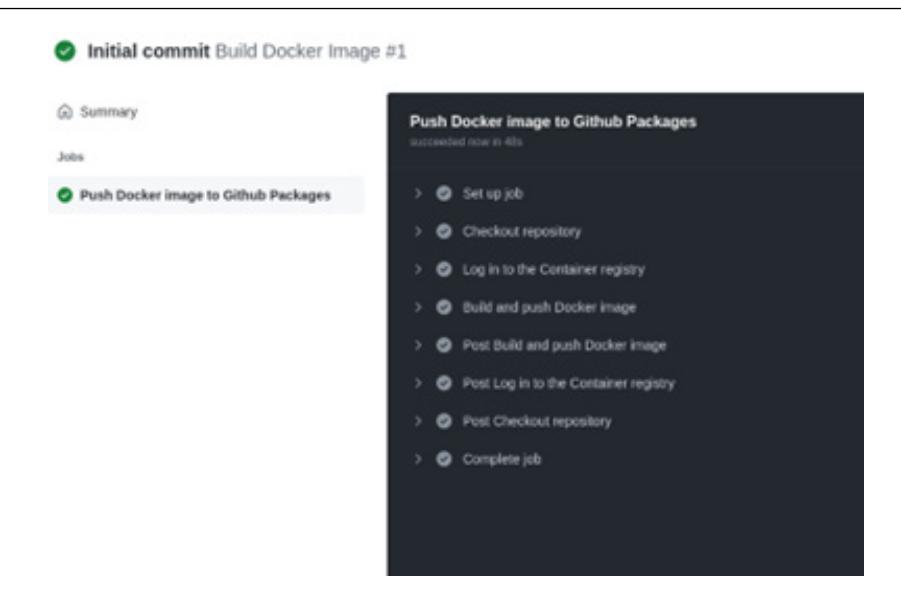 Initial commit Build Docker Image #1
Summary
Jobs
Push Docker image to Github Packages
Push Docker image to Github Packages
succeeded now in 48s
Set up job
Checkout repository
Log in to the Container registry
Build and push Docker image
Post Build and push Docker image
Post Log in to the Container registry
Post Checkout repository
Complete job